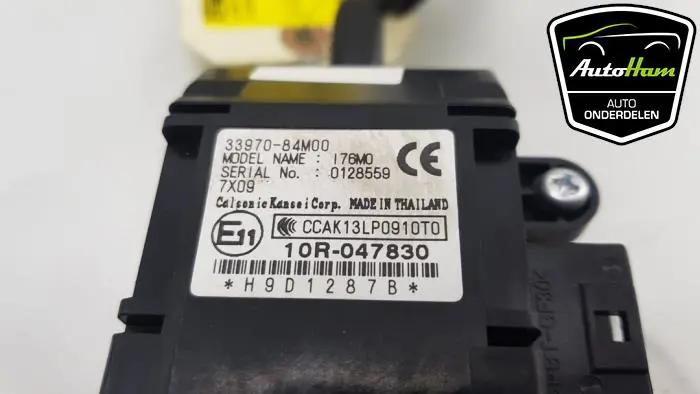 AutoHam
AUTO
ONDERDELEN
33970-84M00
MODEL NAME : I76M0
SERIAL No. : 0128559
7X09
Calsonic Kansei Corp. MADE IN THAILAND
CCAK13LP0910T0
E11
10R-047830
*H9D1287B*